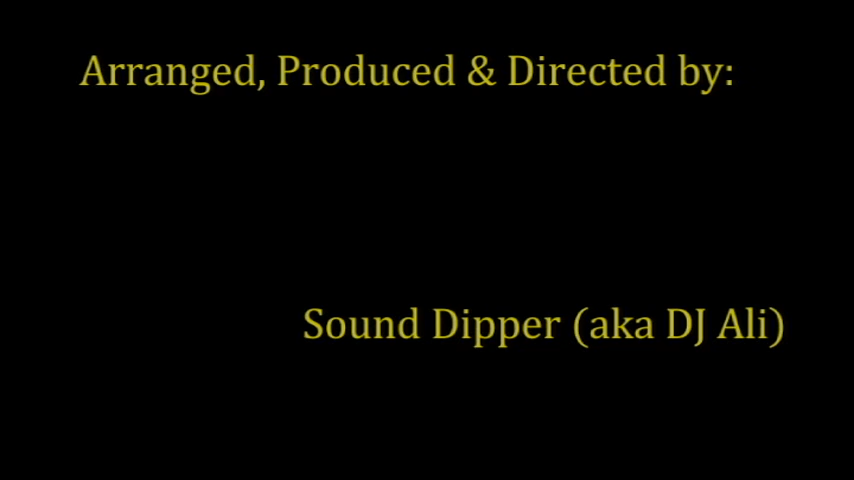 Arranged, Produced & Directed by:
Sound Dipper (aka DJ Ali)